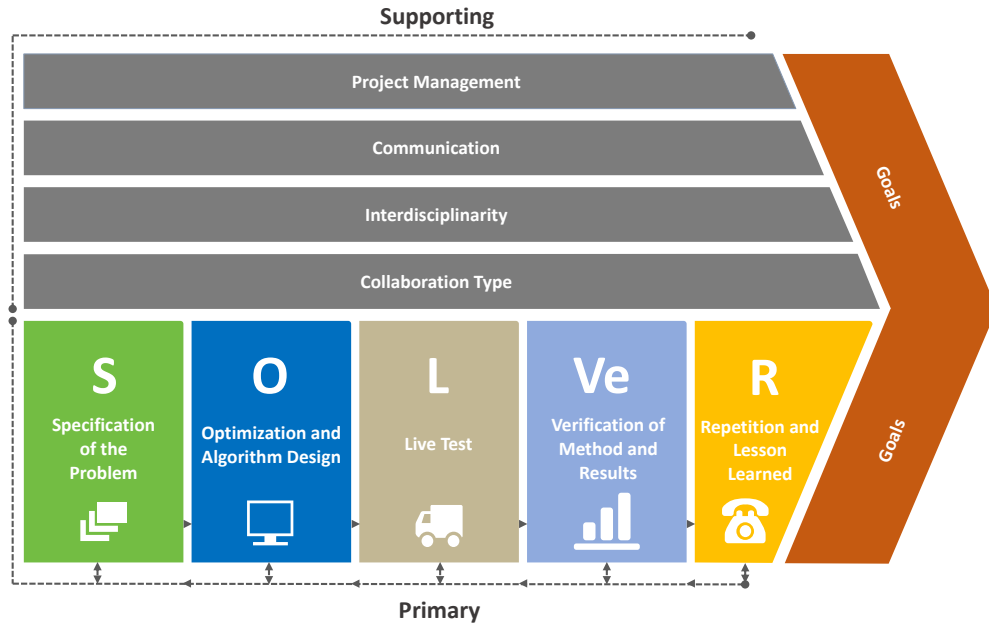 Supporting
Project Management
Communication
Interdisciplinarity
Collaboration Type
Goals
Goals
S
Specification
of the
Problem
O
Optimization and
Algorithm Design
L
Live Test
Ve
Verification of
Method and
Results
R
Repetition and
Lesson
Learned
Primary